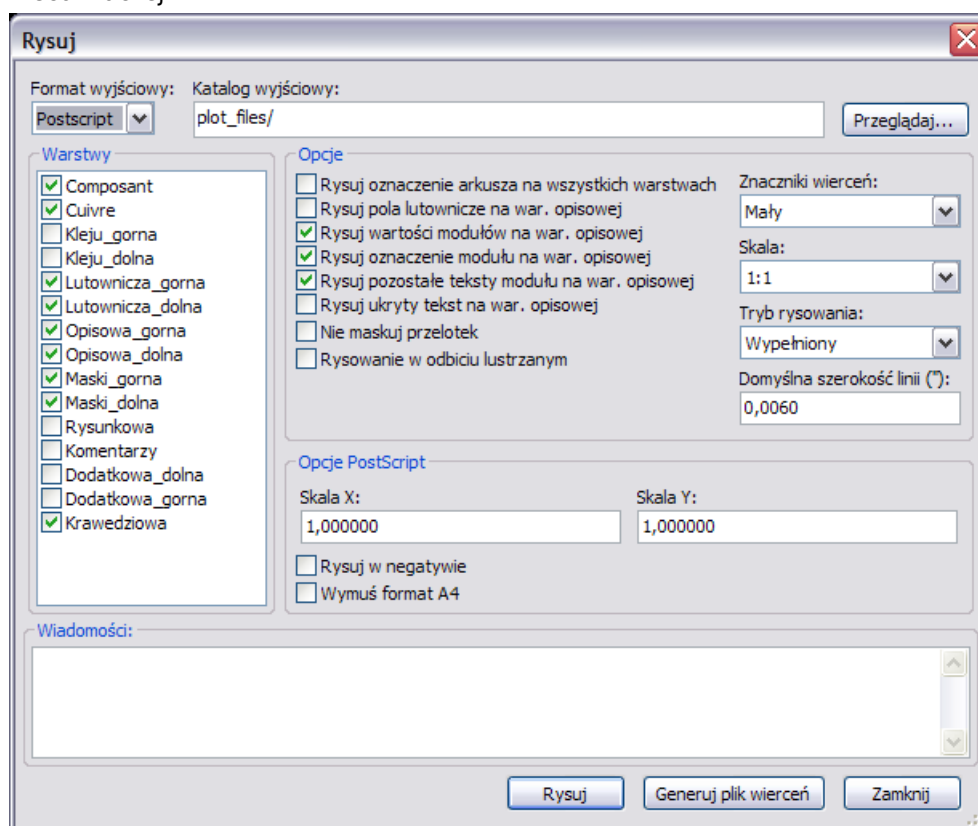 Rysuj
Format wyjściowy: Katalog wyjściowy:
Postscript plot_files/ Przeglądaj...
Warstwy
Composant
Cuivre
Kleju_gorna
Kleju_dolna
Lutownicza_gorna
Lutownicza_dolna
Opisowa_gorna
Opisowa_dolna
Maski_gorna
Maski_dolna
Rysunkowa
Komentarzy
Dodatkowa_dolna
Dodatkowa_gorna
Krawedziowa
Opcje
Rysuj oznaczenie arkusza na wszystkich warstwach
Rysuj pola lutownicze na war. opisowej
Rysuj wartości modułów na war. opisowej
Rysuj oznaczenie modułu na war. opisowej
Rysuj pozostałe teksty modułu na war. opisowej
Rysuj ukryty tekst na war. opisowej
Nie maskuj przelotek
Rysowanie w odbiciu lustrzanym
Znaczniki wierceń:
Mały
Skala:
1:1
Tryb rysowania:
Wypełniony
Domyślna szerokość linii ("):
0,0060
Opcje PostScript
Skala X: Skala Y:
1,000000 1,000000
Rysuj w negatywie
Wymuś format A4
Wiadomości:
Rysuj Generuj plik wierceń Zamknij